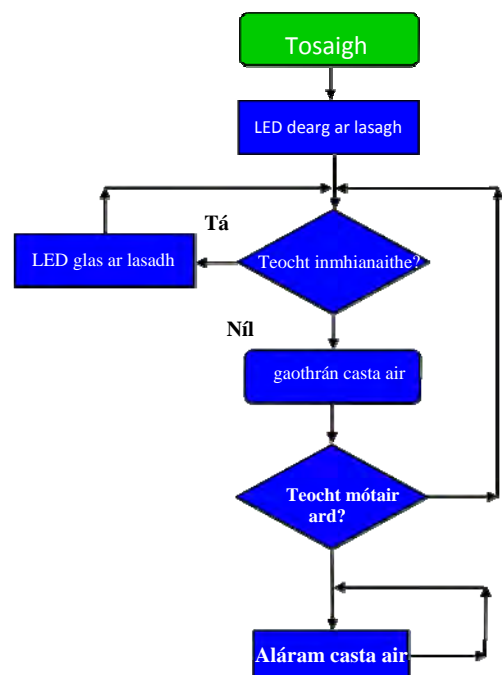 Tosaigh
LED dearg ar lasagh
Tá
LED glas ar lasadh
Teocht inmhianaithe?
Níl
gaothrán casta air
Teocht mótair
ard?
Aláram casta air